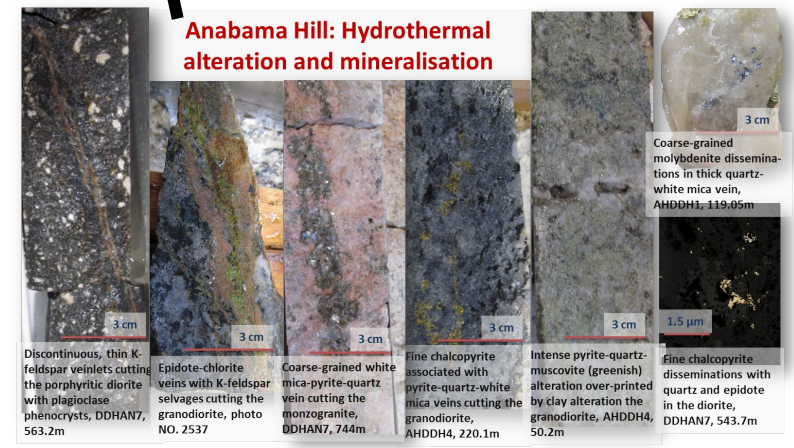 Anabama Hill: Hydrothermal
alteration and mineralisation
3 cm
Discontinuous, thin K-
feldspar veinlets cutting
the porphyritic diorite
with plagioclase
phenocrysts, DDHAN7,
563.2m
3 cm
Epidote-chlorite
veins with K-feldspar
selvages cutting the
granodiorite, photo
NO. 2537
3 cm
Coarse-grained white
mica-pyrite-quartz
vein cutting the
monzogranite,
DDHAN7, 744m
3 cm
Fine chalcopyrite
associated with
pyrite-quartz-white
mica veins cutting the
granodiorite,
AHDDH4, 220.1m
3 cm
Intense pyrite-quartz-
muscovite (greenish)
alteration over-printed
by clay alteration the
granodiorite, AHDDH4,
50.2m
3 cm
Coarse-grained
molybdenite dissemina-
tions in thick quartz-
white mica vein,
AHDDH1, 119.05m
1.5 μm
Fine chalcopyrite
disseminations with
quartz and epidote
in the diorite,
DDHAN7, 543.7m